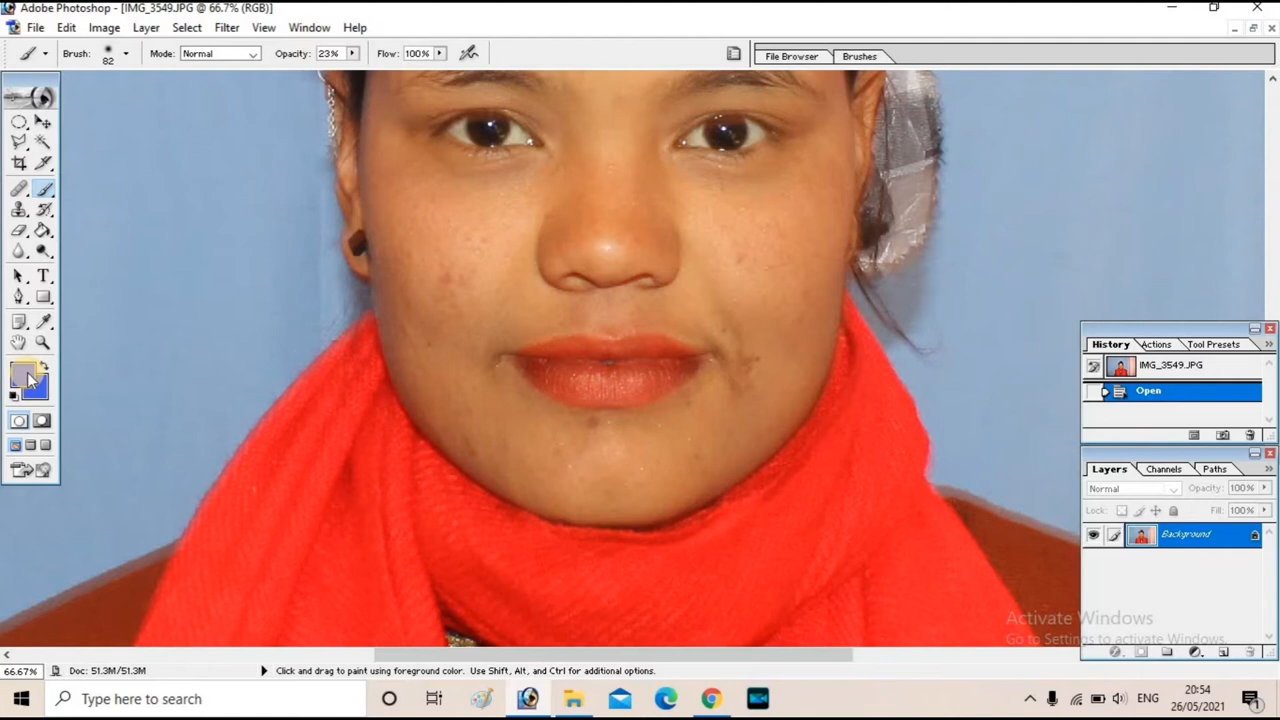 Adobe Photoshop - [IMG_3549.JPG @ 66.7% (RGB)]
File Edit Image Layer Select Filter View Window Help
Brush: 82 Mode: Normal Opacity: 23% Flow: 100% File Browser Brushes
T
History Actions Tool Presets
IMG_3549.JPG
Open
Layers Channels Paths
Normal Opacity: 100%
Lock: Fill: 100%
Background
Activate Windows
Go to Settings to activate Windows.
66.67% Doc: 51.3M/51.3M Click and drag to paint using foreground color. Use Shift, Alt, and Ctrl for additional options.
Type here to search ENG 20:54
26/05/2021
1